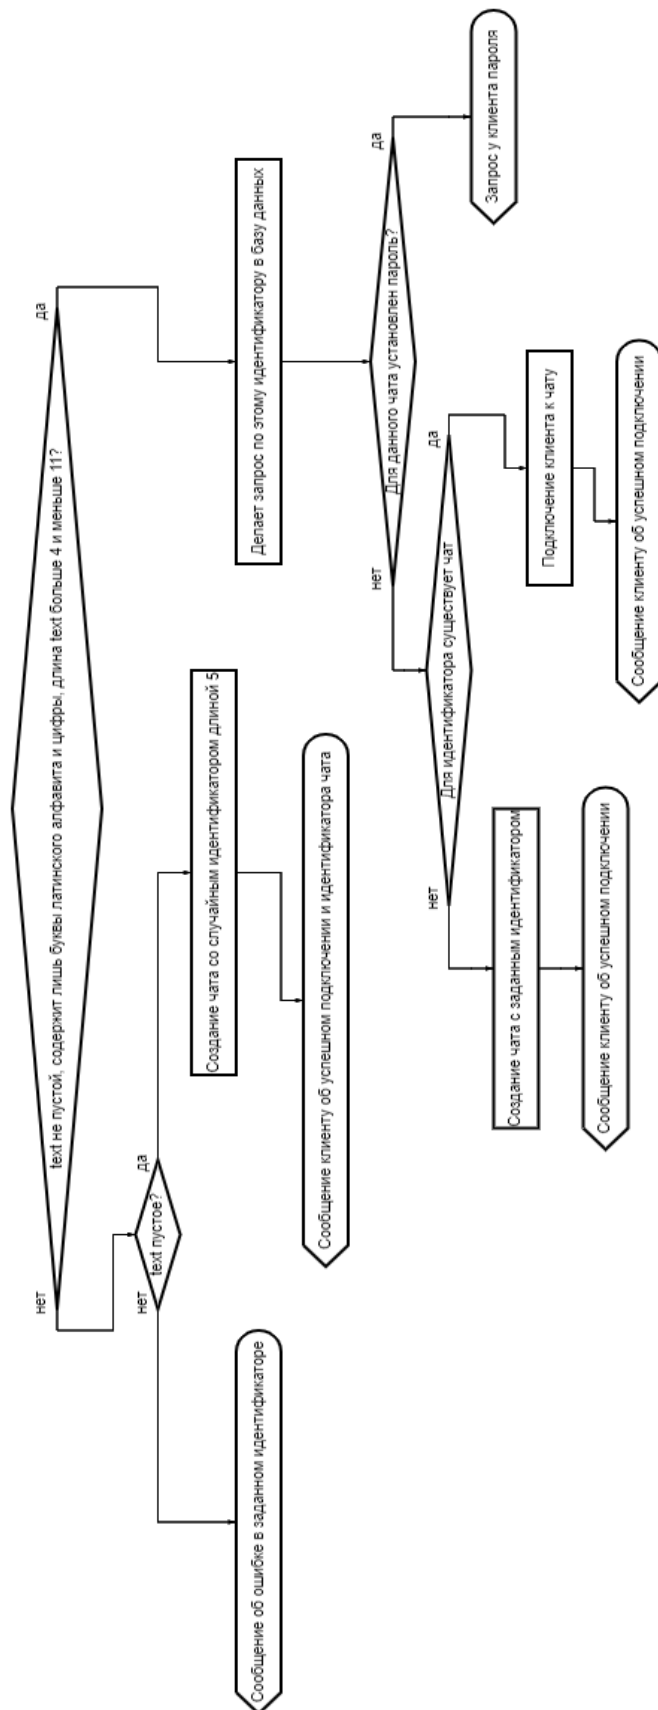 text не пустой, содержит лишь буквы латинского алфавита и цифры, длина text больше 4 и меньше 11?
нет
да
text пустое?
нет
да
Делает запрос по этому идентификатору в базу данных
Создание чата со случайным идентификатором длиной 5
Сообщение об ошибке в заданном идентификаторе
Сообщение клиенту об успешном подключении и идентификатора чата
Для данного чата установлен пароль?
нет
да
Для идентификатора существует чат
нет
да
Запрос у клиента пароля
Создание чата с заданным идентификатором
Подключение клиента к чату
Сообщение клиенту об успешном подключении
Сообщение клиенту об успешном подключении